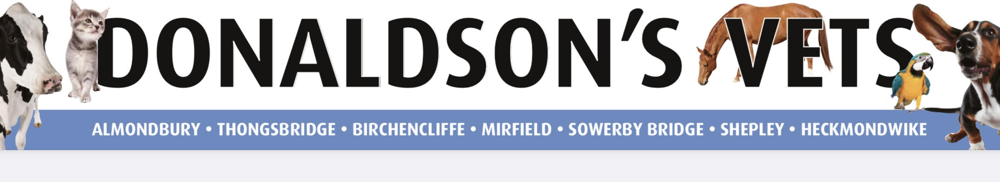 DONALDSON'S VETS
ALMONDBURY • THONGSBRIDGE • BIRCHENCLIFFE • MIRFIELD • SOWERBY BRIDGE • SHEPLEY • HECKMONDWIKE